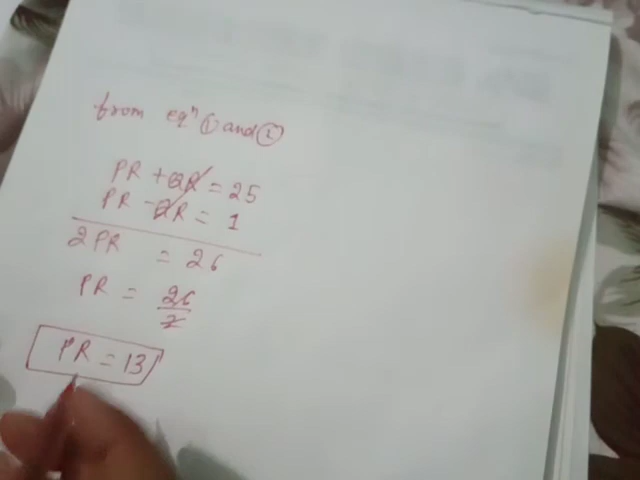 from eqⁿ ① and ②
PR + QR = 25
PR - QR = 1
2PR = 26
PR = 26/2
PR = 13